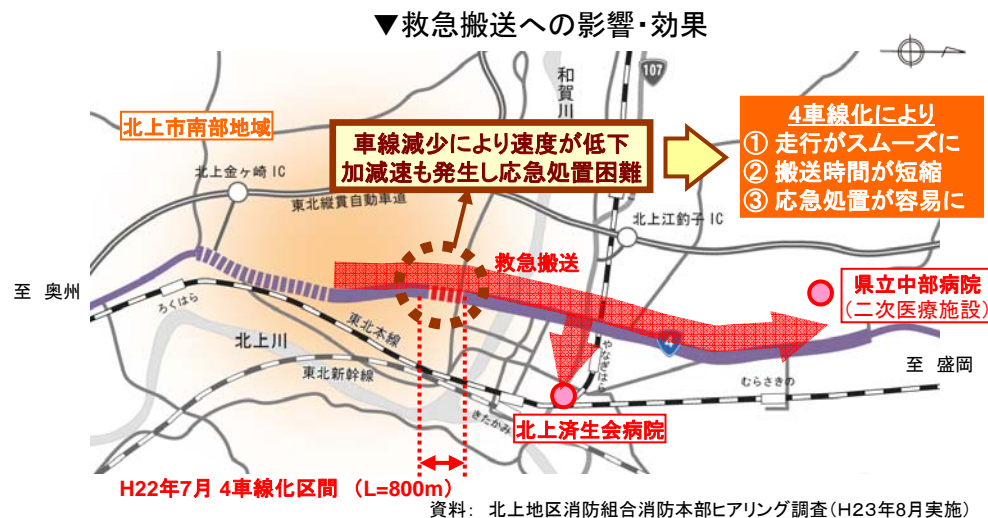 ▼救急搬送への影響・効果
107
和賀川
北上市南部地域
4車線化により
① 走行がスムーズに
② 搬送時間が短縮
③ 応急処置が容易に
車線減少により速度が低下
加減速も発生し応急処置困難
北上金ヶ崎IC
東北縦貫自動車道
北上江釣子IC
救急搬送
県立中部病院
(二次医療施設)
至 奥州
ろくはら
東北本線
北上川
東北新幹線
4
やなぎはら
至 盛岡
むらさきの
きたかみ
北上済生会病院
H22年7月 4車線化区間 (L=800m)
資料: 北上地区消防組合消防本部ヒアリング調査(H23年8月実施)